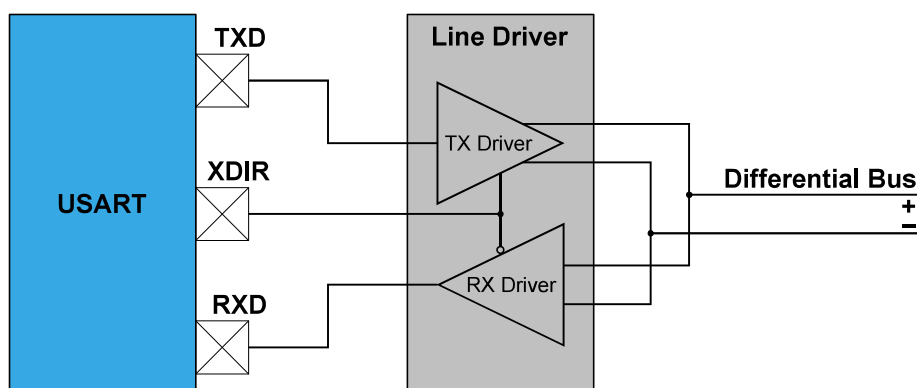 TXD
Line Driver
TX Driver
XDIR
Differential Bus
USART
+
−
RX Driver
RXD